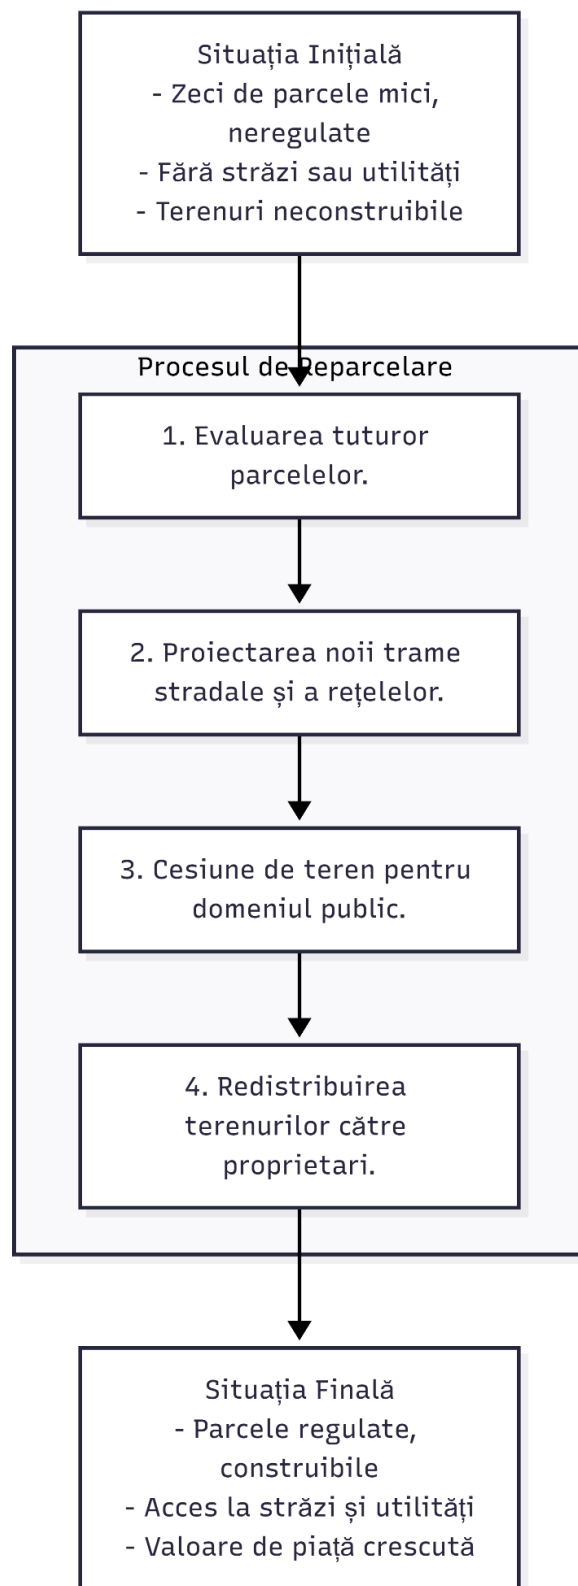 Situația Inițială
- Zeci de parcele mici,
neregulate
- Fără străzi sau utilități
- Terenuri neconstruibile
Procesul de Reparcelare
1. Evaluarea tuturor
parcelelor.
2. Proiectarea noii trame
stradale și a rețelelor.
3. Cesiune de teren pentru
domeniul public.
4. Redistribuirea
terenurilor către
proprietari.
Situația Finală
- Parcele regulate,
construibile
- Acces la străzi și utilități
- Valoare de piață crescută